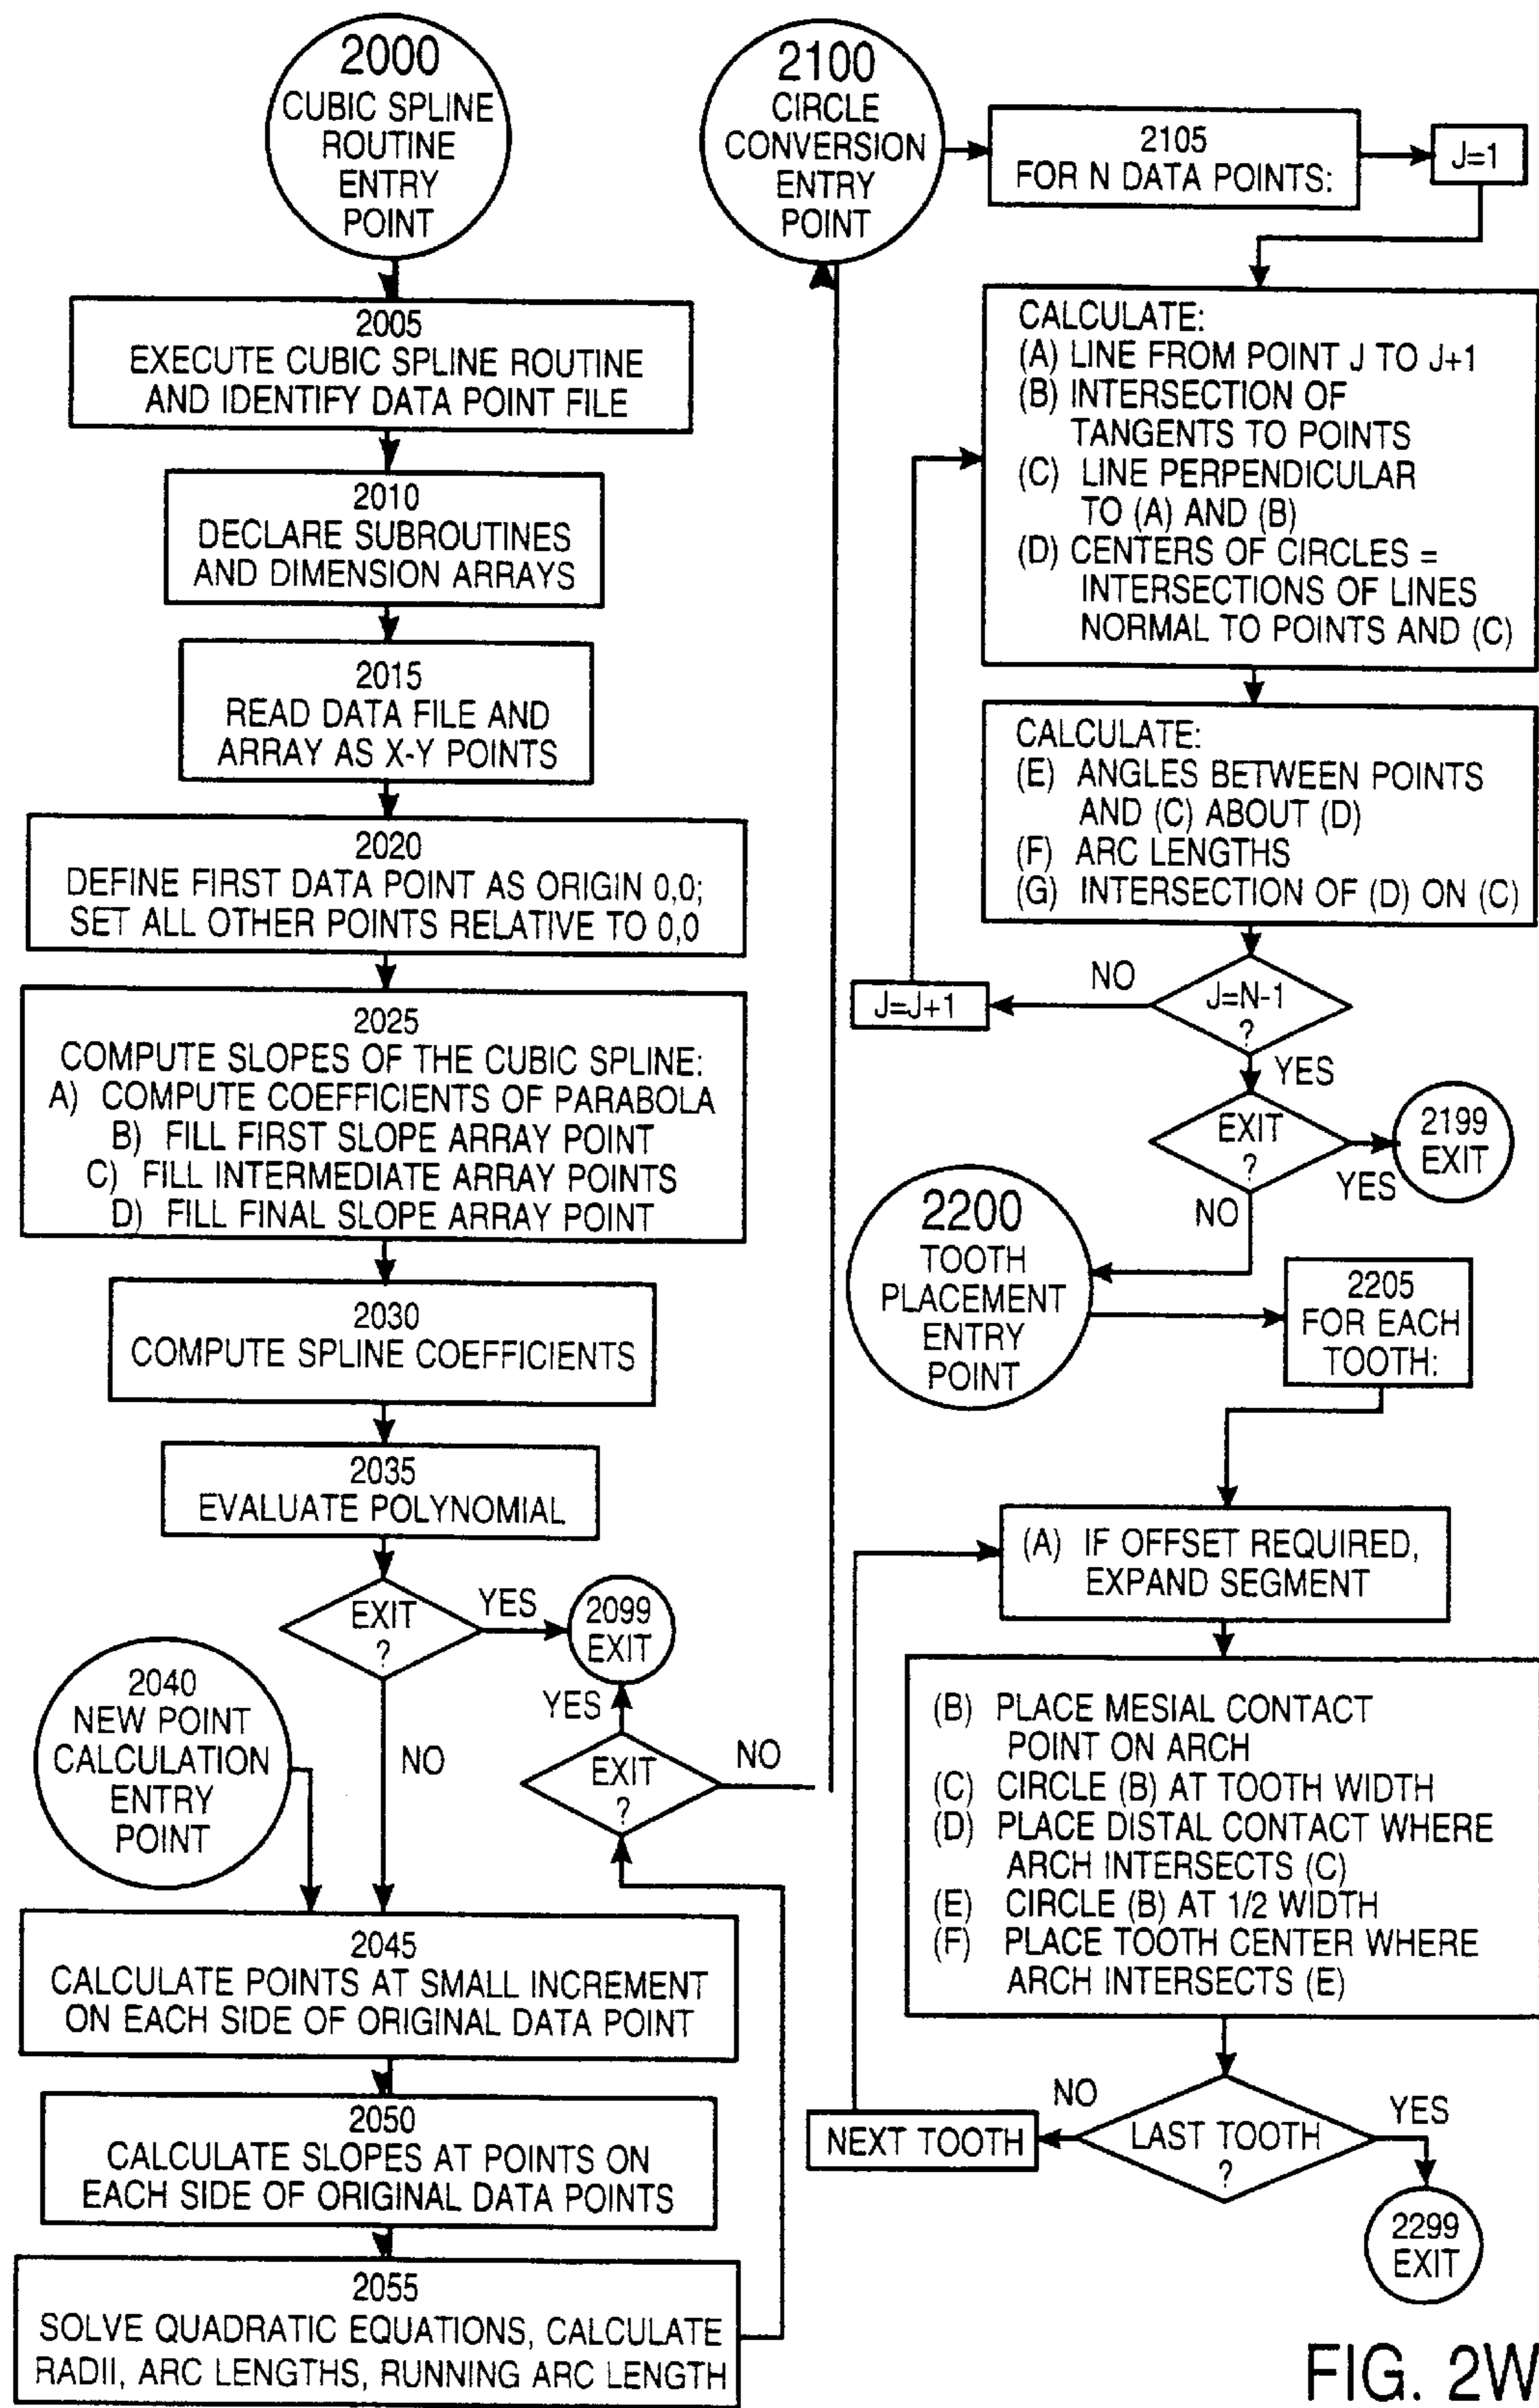 2000
CUBIC SPLINE
ROUTINE
ENTRY
POINT
2005
EXECUTE CUBIC SPLINE ROUTINE
AND IDENTIFY DATA POINT FILE
2010
DECLARE SUBROUTINES
AND DIMENSION ARRAYS
2015
READ DATA FILE AND
ARRAY AS X-Y POINTS
2020
DEFINE FIRST DATA POINT AS ORIGIN 0,0;
SET ALL OTHER POINTS RELATIVE TO 0,0
2025
COMPUTE SLOPES OF THE CUBIC SPLINE:
A) COMPUTE COEFFICIENTS OF PARABOLA
B) FILL FIRST SLOPE ARRAY POINT
C) FILL INTERMEDIATE ARRAY POINTS
D) FILL FINAL SLOPE ARRAY POINT
2030
COMPUTE SPLINE COEFFICIENTS
2035
EVALUATE POLYNOMIAL
EXIT
?
YES
2099
EXIT
NO
2040
NEW POINT
CALCULATION
ENTRY
POINT
YES
EXIT
?
NO
2045
CALCULATE POINTS AT SMALL INCREMENT
ON EACH SIDE OF ORIGINAL DATA POINT
2050
CALCULATE SLOPES AT POINTS ON
EACH SIDE OF ORIGINAL DATA POINTS
2055
SOLVE QUADRATIC EQUATIONS, CALCULATE
RADII, ARC LENGTHS, RUNNING ARC LENGTH
2100
CIRCLE
CONVERSION
ENTRY
POINT
2105
FOR N DATA POINTS:
J=1
CALCULATE:
(A) LINE FROM POINT J TO J+1
(B) INTERSECTION OF
TANGENTS TO POINTS
(C) LINE PERPENDICULAR
TO (A) AND (B)
(D) CENTERS OF CIRCLES =
INTERSECTIONS OF LINES
NORMAL TO POINTS AND (C)
CALCULATE:
(E) ANGLES BETWEEN POINTS
AND (C) ABOUT (D)
(F) ARC LENGTHS
(G) INTERSECTION OF (D) ON (C)
J=N-1
?
NO
J=J+1
YES
EXIT
?
YES
2199
EXIT
NO
2200
TOOTH
PLACEMENT
ENTRY
POINT
2205
FOR EACH
TOOTH:
(A) IF OFFSET REQUIRED,
EXPAND SEGMENT
(B) PLACE MESIAL CONTACT
POINT ON ARCH
(C) CIRCLE (B) AT TOOTH WIDTH
(D) PLACE DISTAL CONTACT WHERE
ARCH INTERSECTS (C)
(E) CIRCLE (B) AT 1/2 WIDTH
(F) PLACE TOOTH CENTER WHERE
ARCH INTERSECTS (E)
LAST TOOTH
?
NO
NEXT TOOTH
YES
2299
EXIT
FIG. 2W